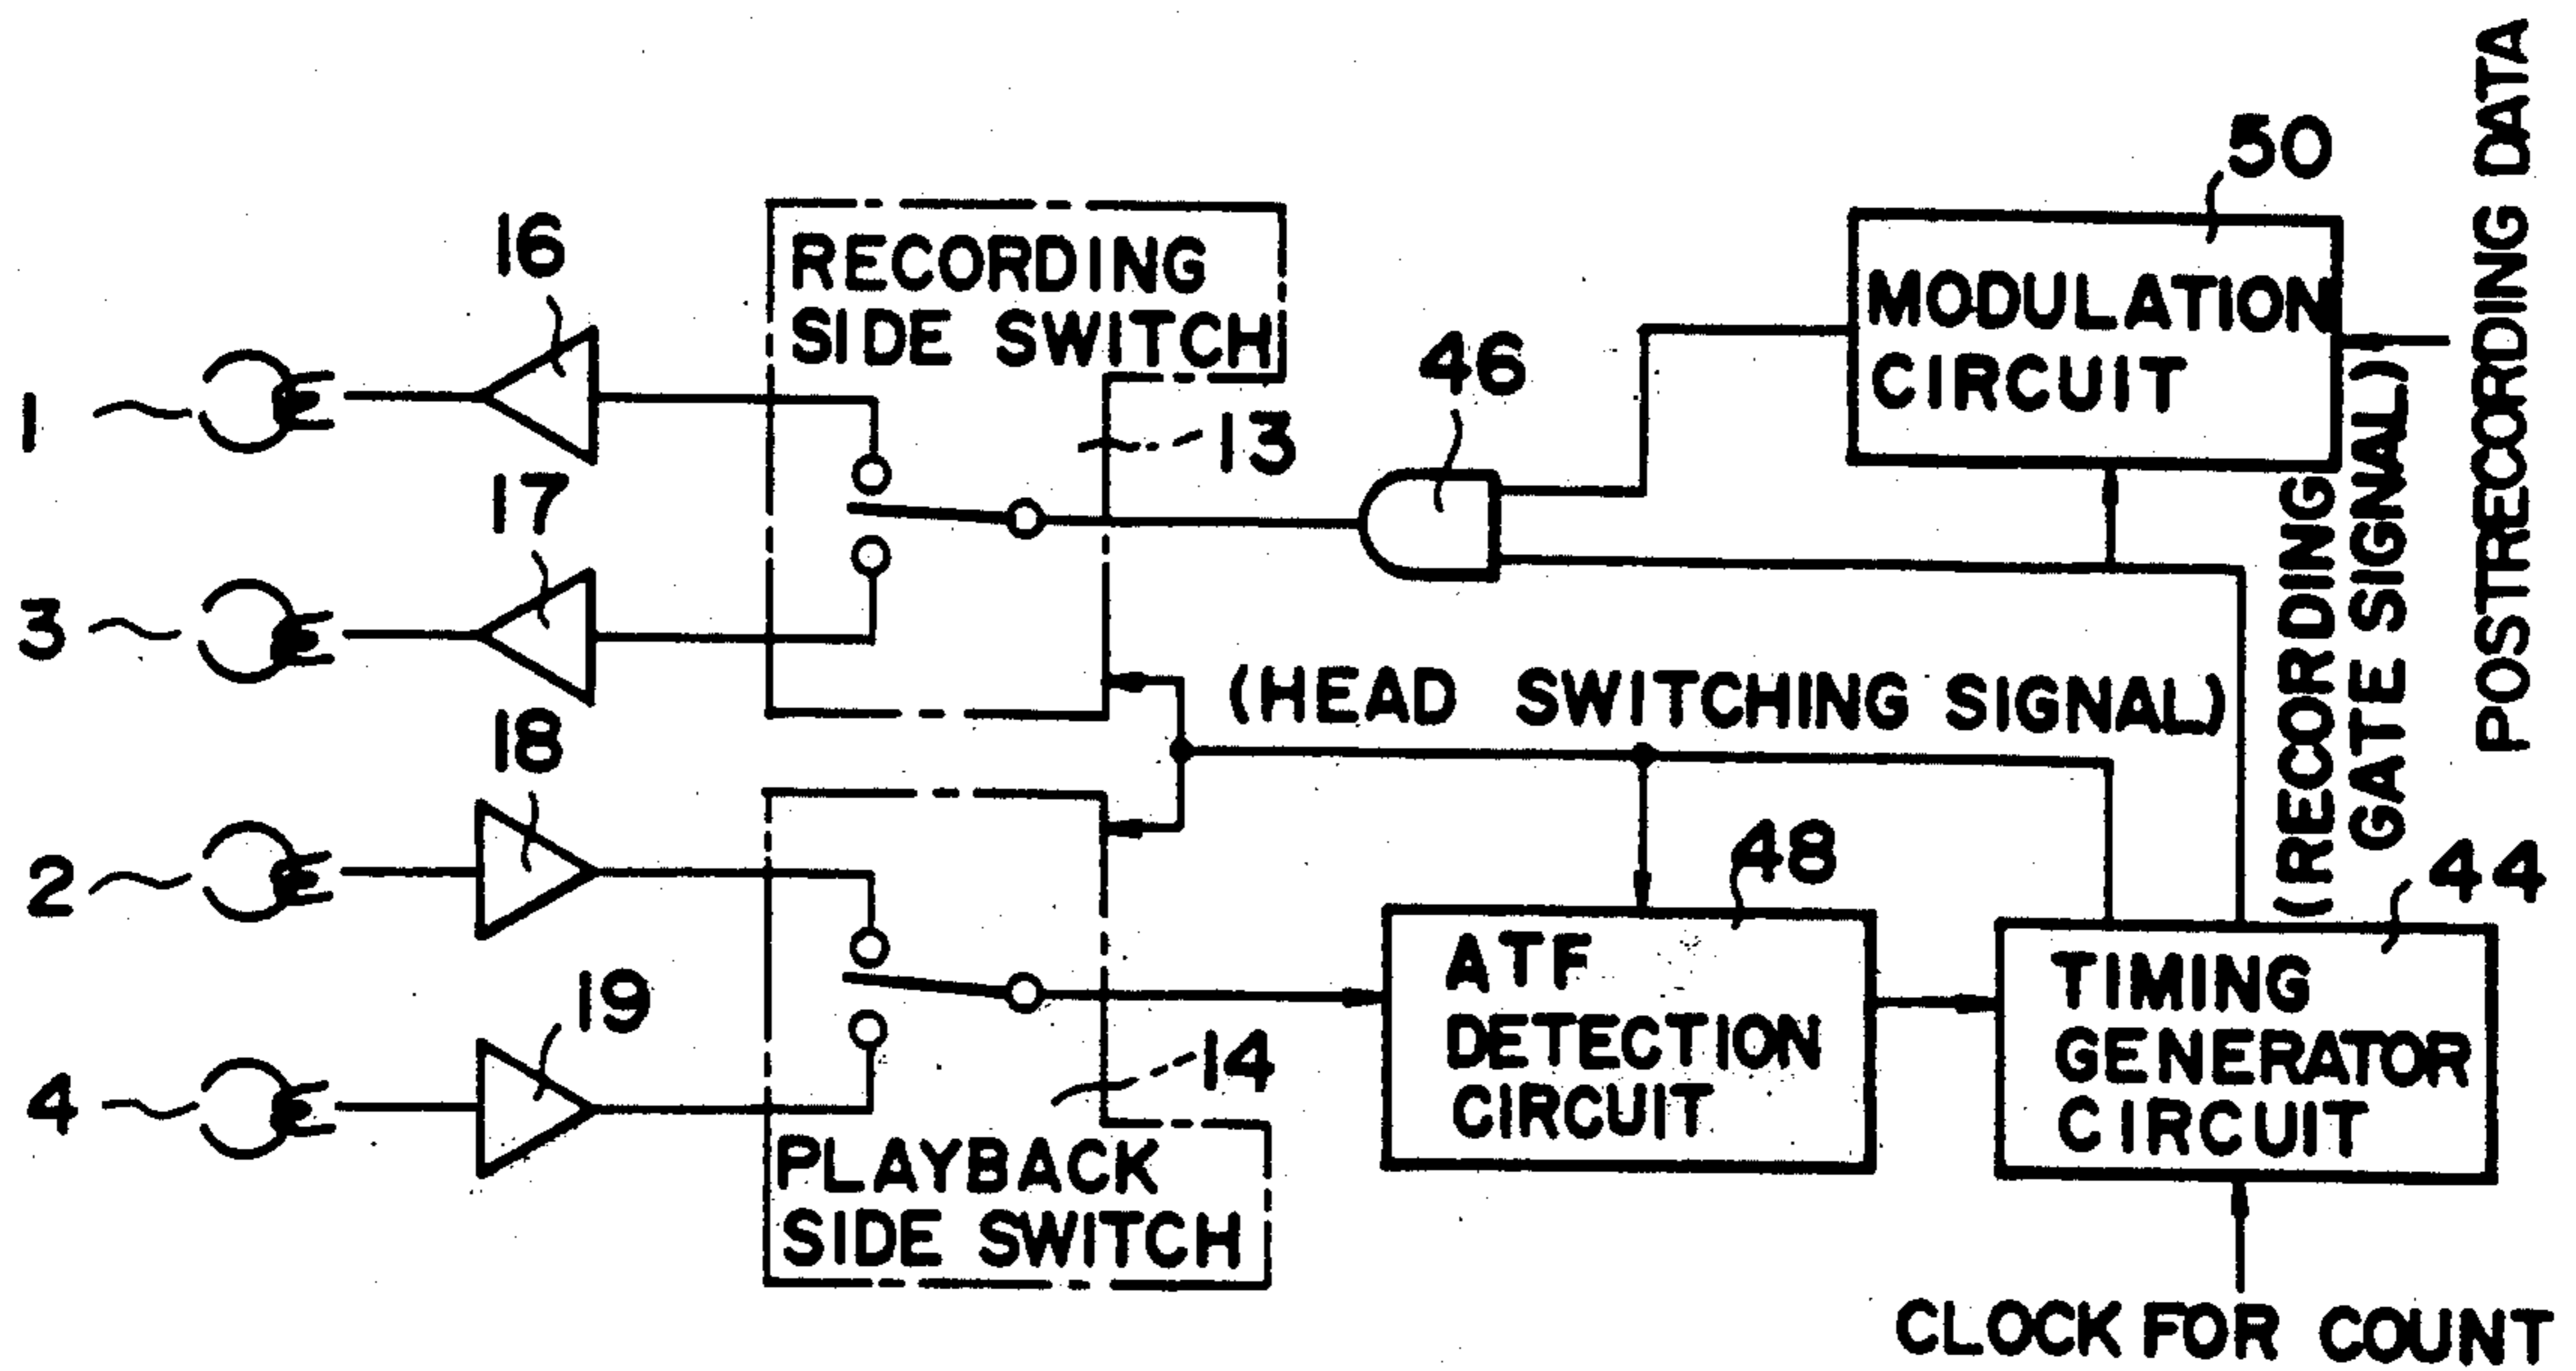 50
POSTRECORDING DATA
16
RECORDING
SIDE SWITCH
MODULATION
CIRCUIT
46
1
13
17
(RECORDING
GATE SIGNAL)
3
(HEAD SWITCHING SIGNAL)
18
48
44
2
ATF
DETECTION
CIRCUIT
TIMING
GENERATOR
CIRCUIT
19
14
4
PLAYBACK
SIDE SWITCH
CLOCK FOR COUNT